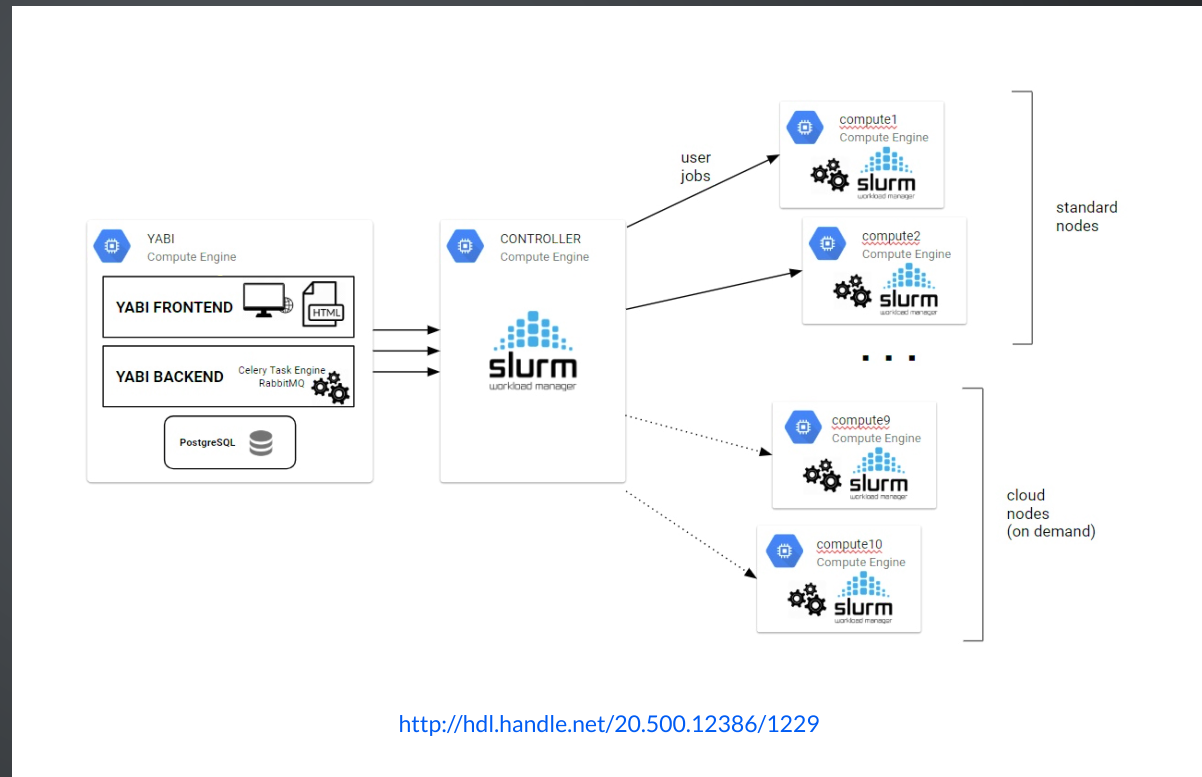 YABI
Compute Engine
YABI FRONTEND
HTML
YABI BACKEND
Celery Task Engine
RabbitMQ
PostgreSQL
CONTROLLER
Compute Engine
slurm
workload manager
user
jobs
compute1
Compute Engine
slurm
workload manager
compute2
Compute Engine
slurm
workload manager
. . .
standard
nodes
compute9
Compute Engine
slurm
workload manager
compute10
Compute Engine
slurm
workload manager
cloud
nodes
(on demand)
http://hdl.handle.net/20.500.12386/1229